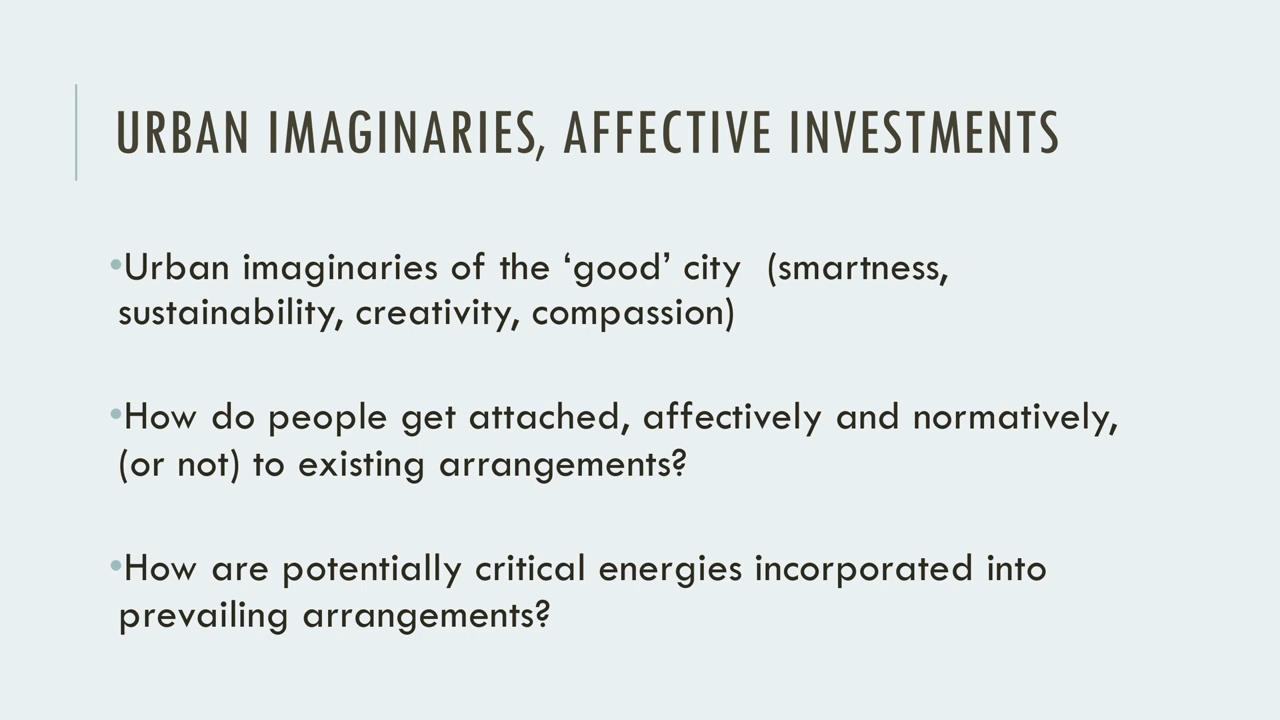 URBAN IMAGINARIES, AFFECTIVE INVESTMENTS
•Urban imaginaries of the ‘good’ city  (smartness,
sustainability, creativity, compassion)
•How do people get attached, affectively and normatively,
(or not) to existing arrangements?
•How are potentially critical energies incorporated into
prevailing arrangements?